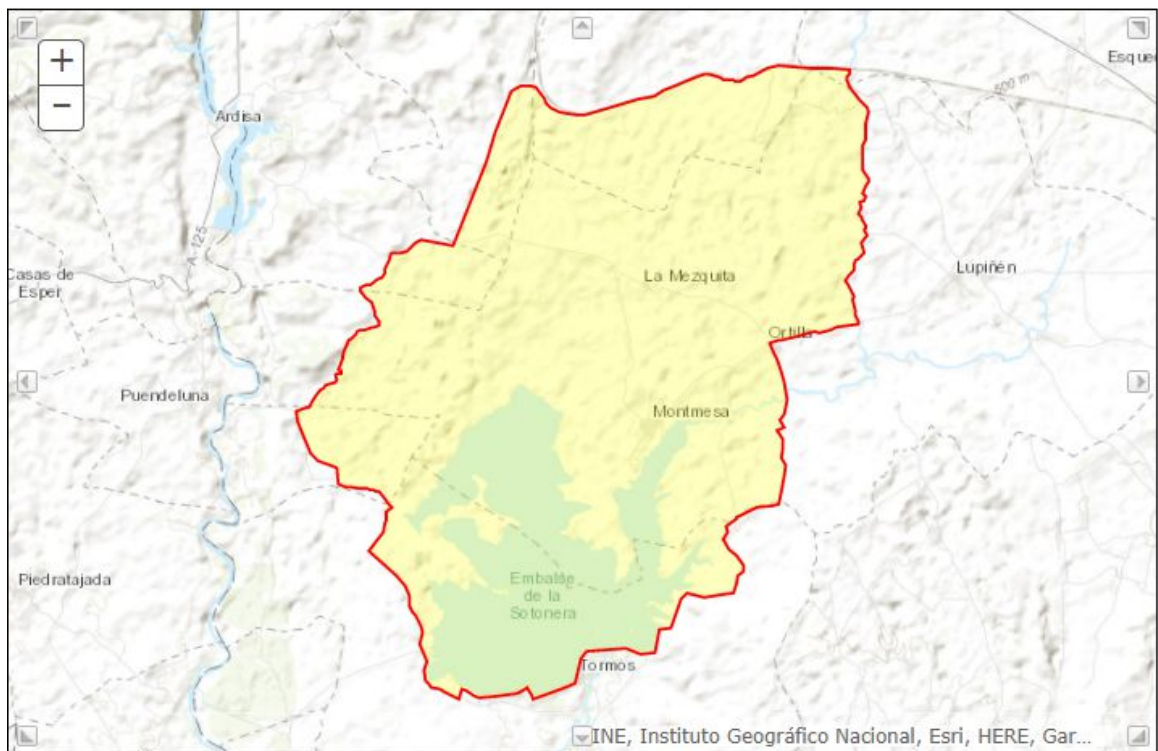 +
−
Ardisa
Esque
500 m
A-125
Casas de
Esper
La Mezquita
Lupiñén
Ortilla
Puendeluna
Montmesa
Piedratajada
Embalse
de la
Sotonera
Tormos
INE, Instituto Geográfico Nacional, Esri, HERE, Gar...